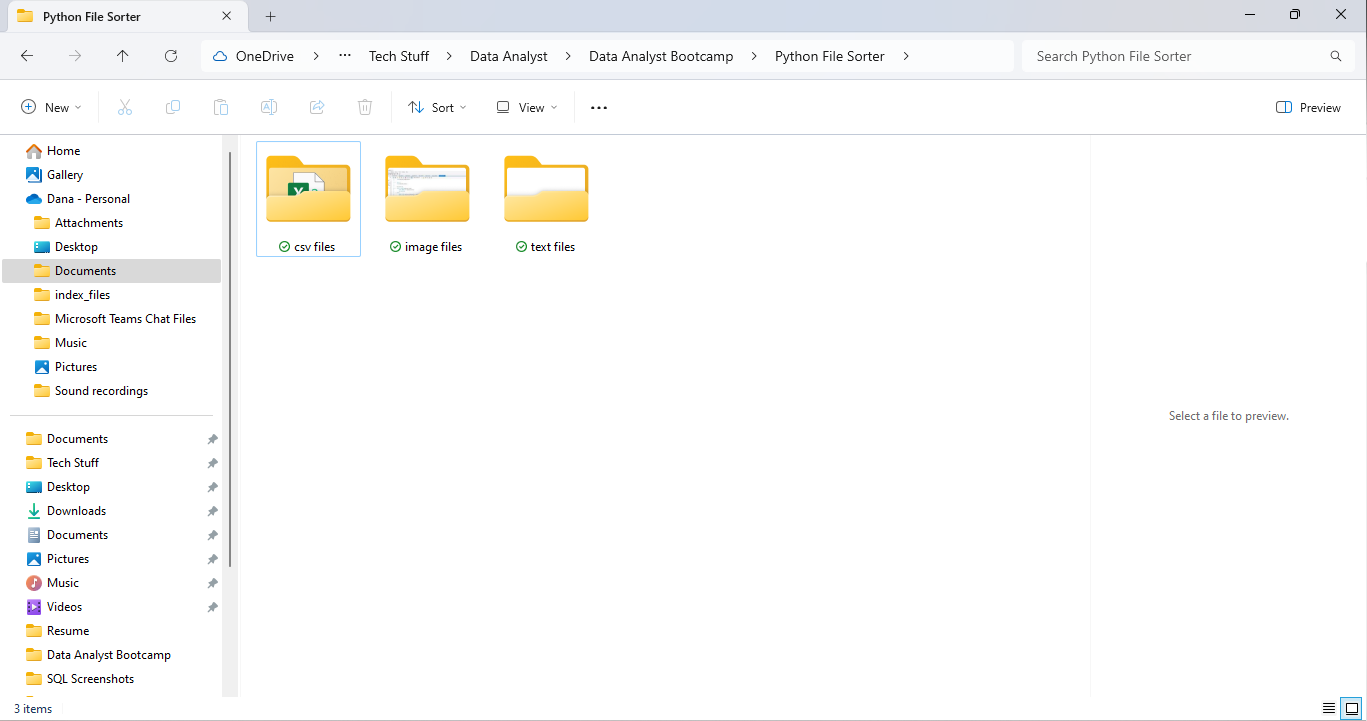 Python File Sorter
OneDrive > ... Tech Stuff > Data Analyst > Data Analyst Bootcamp > Python File Sorter >
Search Python File Sorter
New
Sort
View
Preview
Home
Gallery
Dana - Personal
Attachments
Desktop
Documents
index_files
Microsoft Teams Chat Files
Music
Pictures
Sound recordings
Documents
Tech Stuff
Desktop
Downloads
Documents
Pictures
Music
Videos
Resume
Data Analyst Bootcamp
SQL Screenshots
csv files
image files
text files
Select a file to preview.
3 items